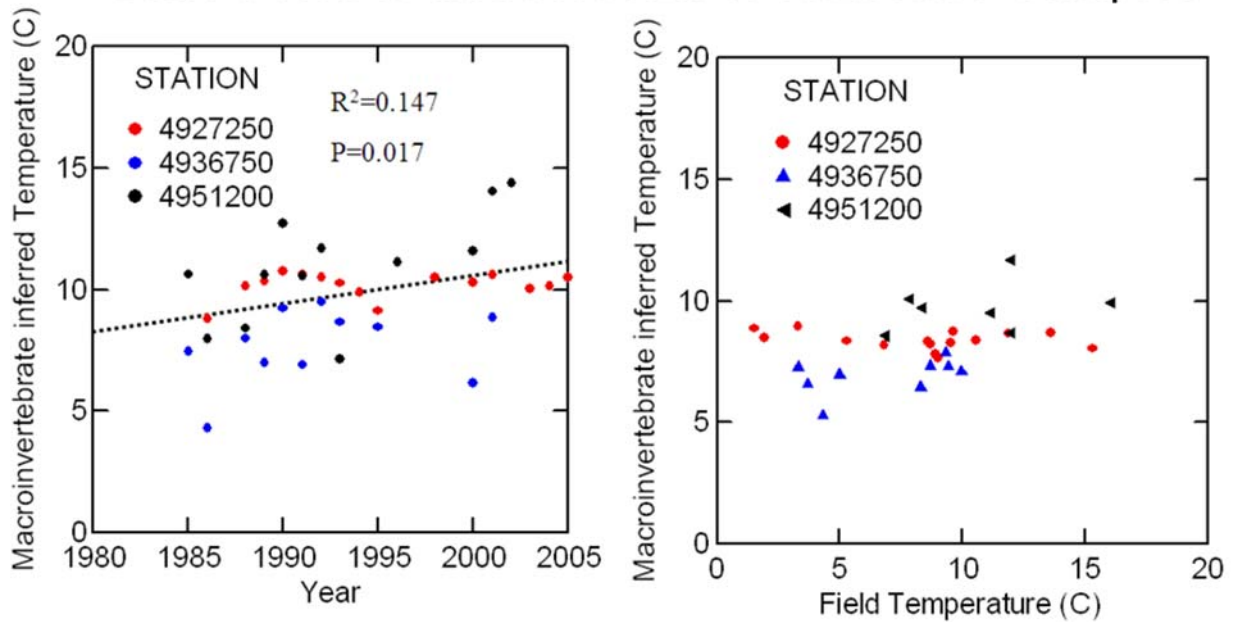 Macroinvertebrate inferred Temperature (C)
20
15
10
5
0
STATION
4927250
4936750
4951200
R²=0.147
P=0.017
1980 1985 1990 1995 2000 2005
Year
Macroinvertebrate inferred Temperature (C)
20
15
10
5
0
STATION
4927250
4936750
4951200
0 5 10 15 20
Field Temperature (C)